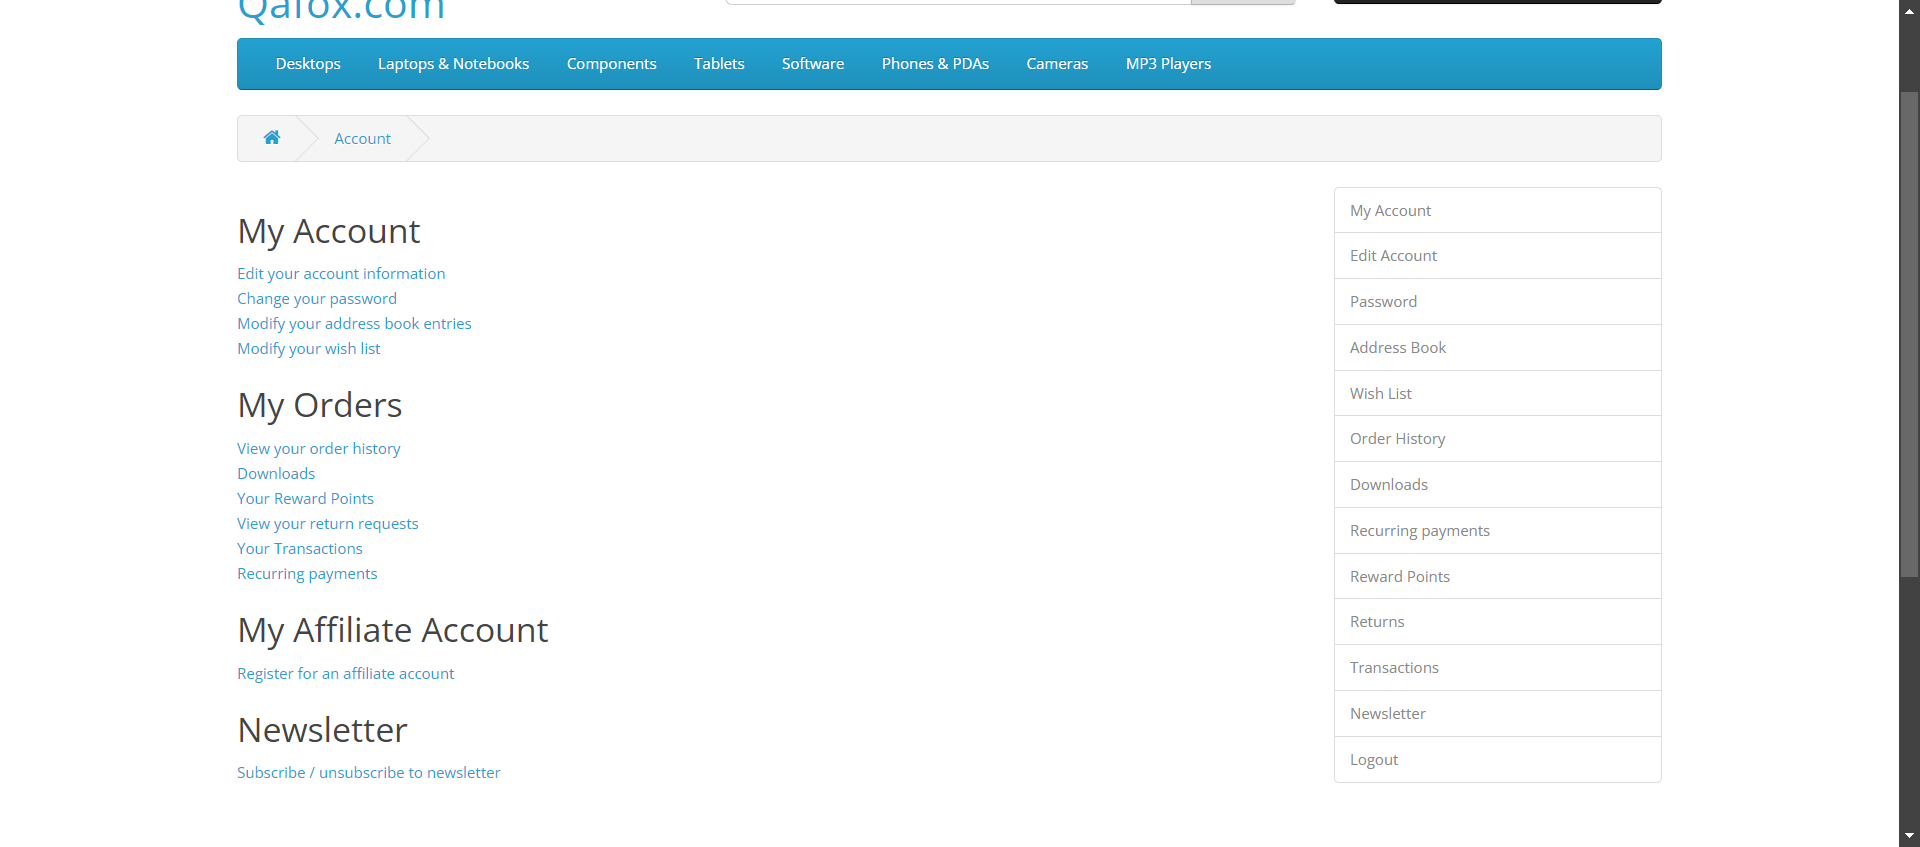 Qafox.com
Desktops Laptops & Notebooks Components Tablets Software Phones & PDAs Cameras MP3 Players
Account
My Account
Edit your account information
Change your password
Modify your address book entries
Modify your wish list
My Orders
View your order history
Downloads
Your Reward Points
View your return requests
Your Transactions
Recurring payments
My Affiliate Account
Register for an affiliate account
Newsletter
Subscribe / unsubscribe to newsletter
My Account
Edit Account
Password
Address Book
Wish List
Order History
Downloads
Recurring payments
Reward Points
Returns
Transactions
Newsletter
Logout